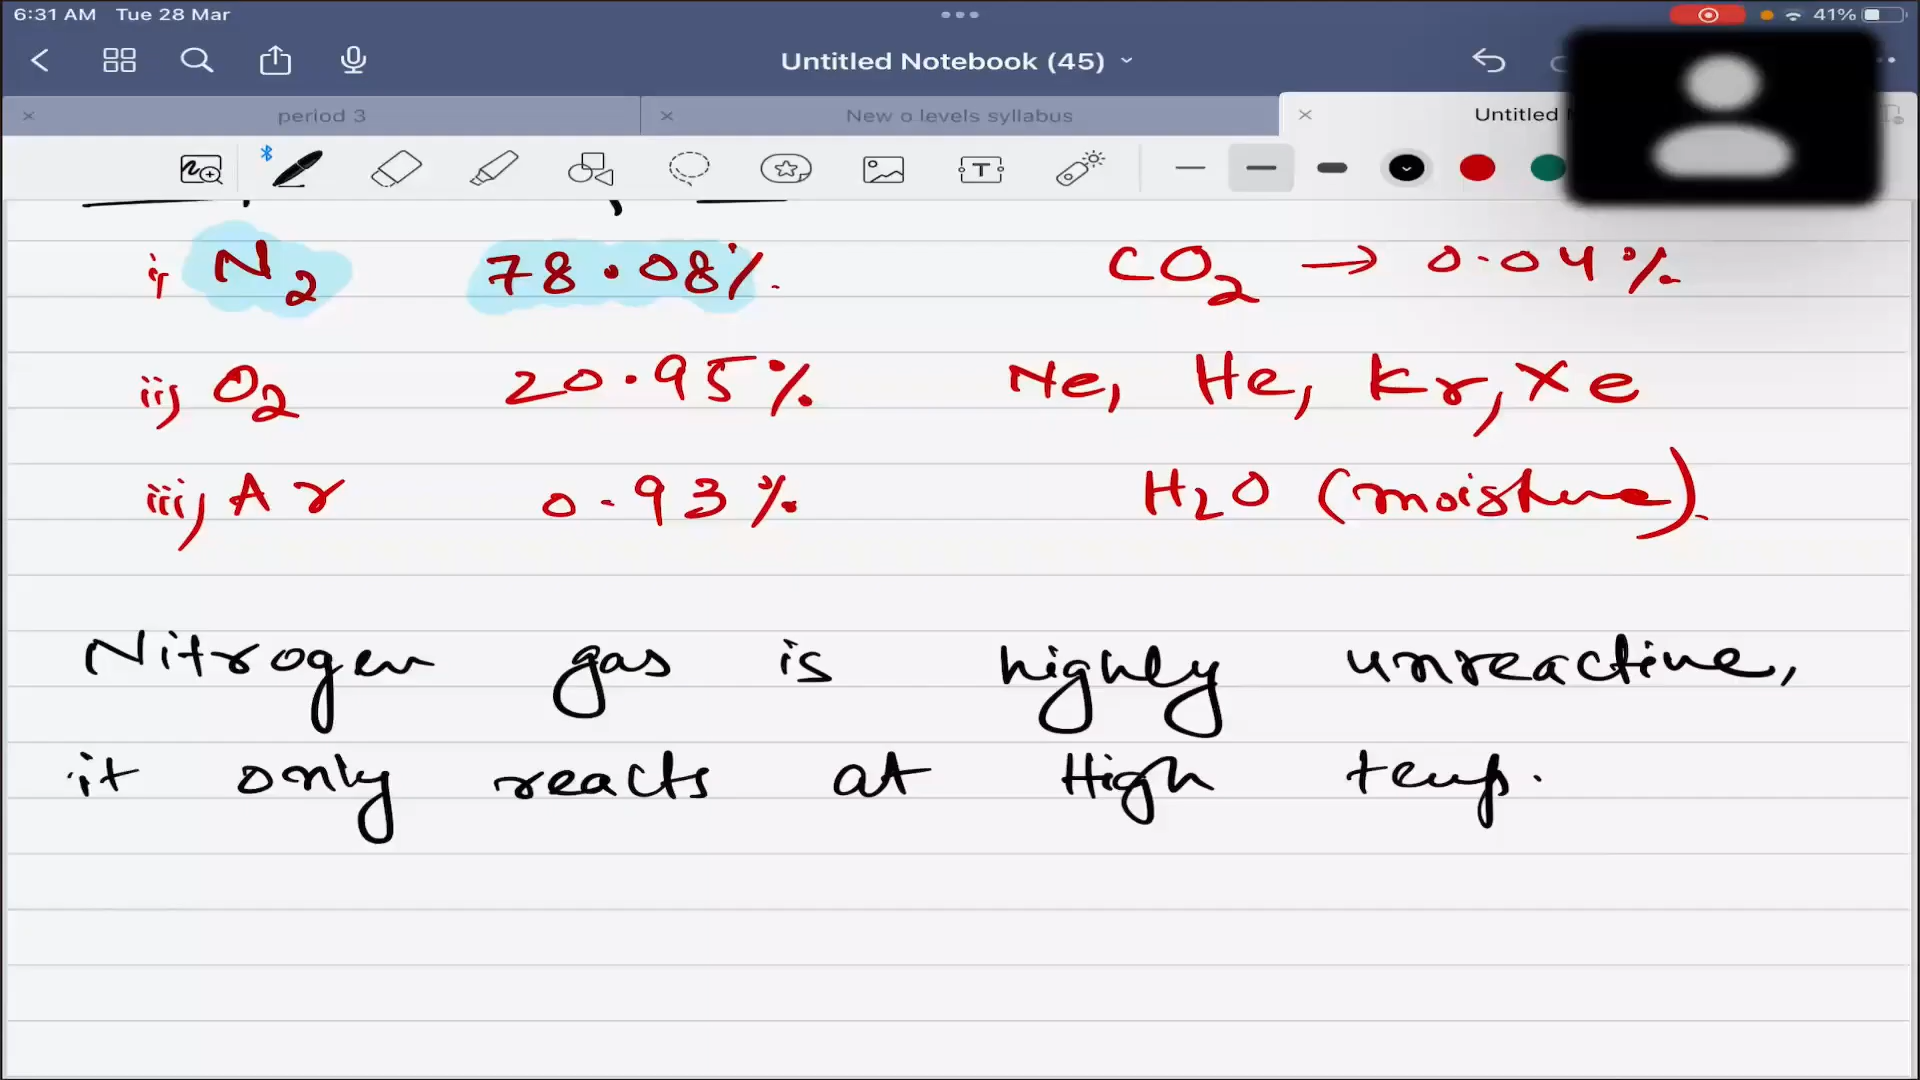 6:31 AM Tue 28 Mar
41%
Untitled Notebook (45)
period 3
New o levels syllabus
Untitled
i) N2 78.08%. CO2 → 0.04%.
ii) O2 20.95% Ne, He, Kr, Xe
iii) Ar 0.93% H2O (moisture).
Nitrogen gas is highly unreactive,
it only reacts at High temp.